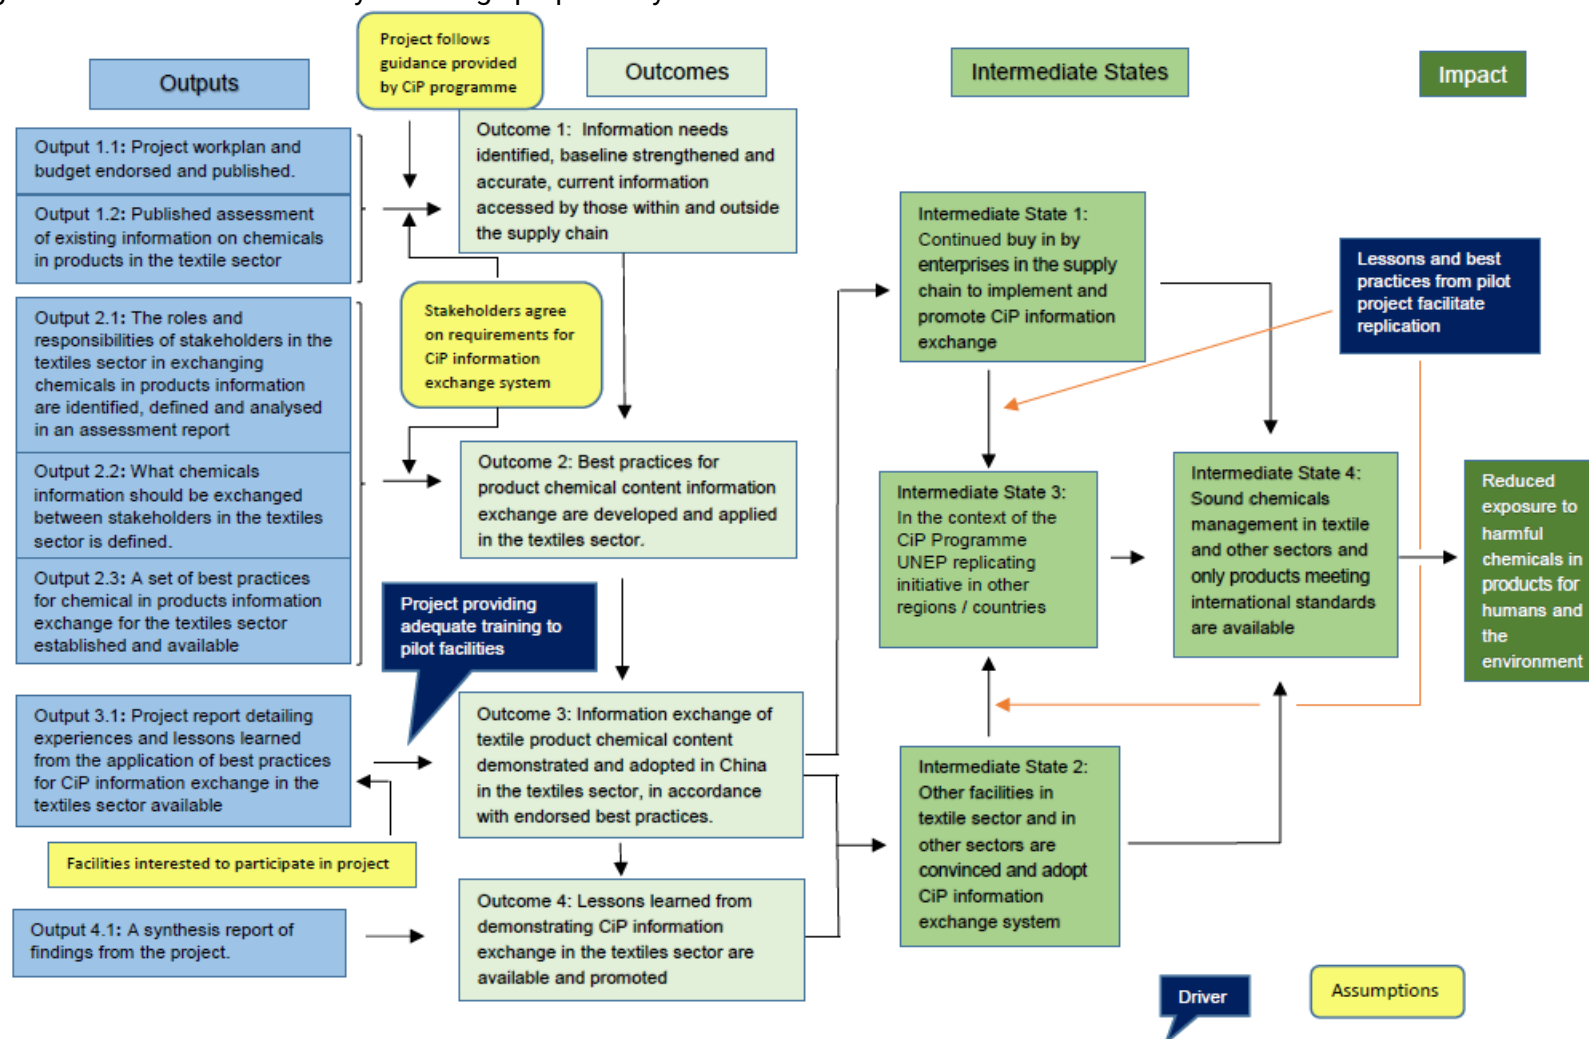 Project follows
guidance provided
by CiP programme
Outputs
Outcomes
Intermediate States
Impact
Output 1.1: Project workplan and
budget endorsed and published.
Output 1.2: Published assessment
of existing information on chemicals
in products in the textile sector
Output 2.1: The roles and
responsibilities of stakeholders in the
textiles sector in exchanging
chemicals in products information
are identified, defined and analysed
in an assessment report
Output 2.2: What chemicals
information should be exchanged
between stakeholders in the textiles
sector is defined.
Output 2.3: A set of best practices
for chemical in products information
exchange for the textiles sector
established and available
Output 3.1: Project report detailing
experiences and lessons learned
from the application of best practices
for CiP information exchange in the
textiles sector available
Facilities interested to participate in project
Output 4.1: A synthesis report of
findings from the project.
Stakeholders agree
on requirements for
CiP information
exchange system
Project providing
adequate training to
pilot facilities
Outcome 1: Information needs
identified, baseline strengthened and
accurate, current information
accessed by those within and outside
the supply chain
Outcome 2: Best practices for
product chemical content information
exchange are developed and applied
in the textiles sector.
Outcome 3: Information exchange of
textile product chemical content
demonstrated and adopted in China
in the textiles sector, in accordance
with endorsed best practices.
Outcome 4: Lessons learned from
demonstrating CiP information
exchange in the textiles sector are
available and promoted
Intermediate State 1:
Continued buy in by
enterprises in the supply
chain to implement and
promote CiP information
exchange
Intermediate State 3:
In the context of the
CiP Programme
UNEP replicating
initiative in other
regions / countries
Intermediate State 2:
Other facilities in
textile sector and in
other sectors are
convinced and adopt
CiP information
exchange system
Lessons and best
practices from pilot
project facilitate
replication
Intermediate State 4:
Sound chemicals
management in textile
and other sectors and
only products meeting
international standards
are available
Reduced
exposure to
harmful
chemicals in
products for
humans and
the
environment
Driver
Assumptions